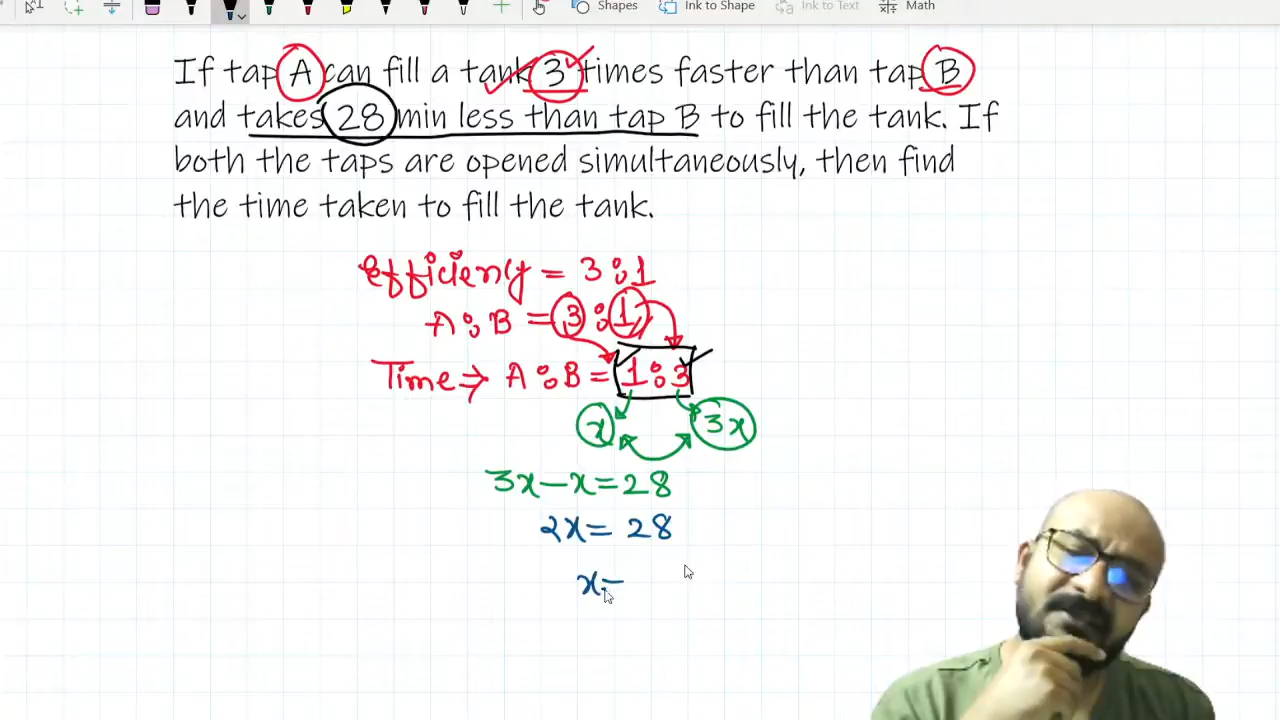 Shapes Ink to Shape Ink to Text Math
If tap A can fill a tank 3 times faster than tap B
and takes 28 min less than tap B to fill the tank. If
both the taps are opened simultaneously, then find
the time taken to fill the tank.
Efficiency = 3:1
A:B = 3:1
Time ⇒ A:B = 1:3
x 3x
3x-x=28
2x= 28
x=